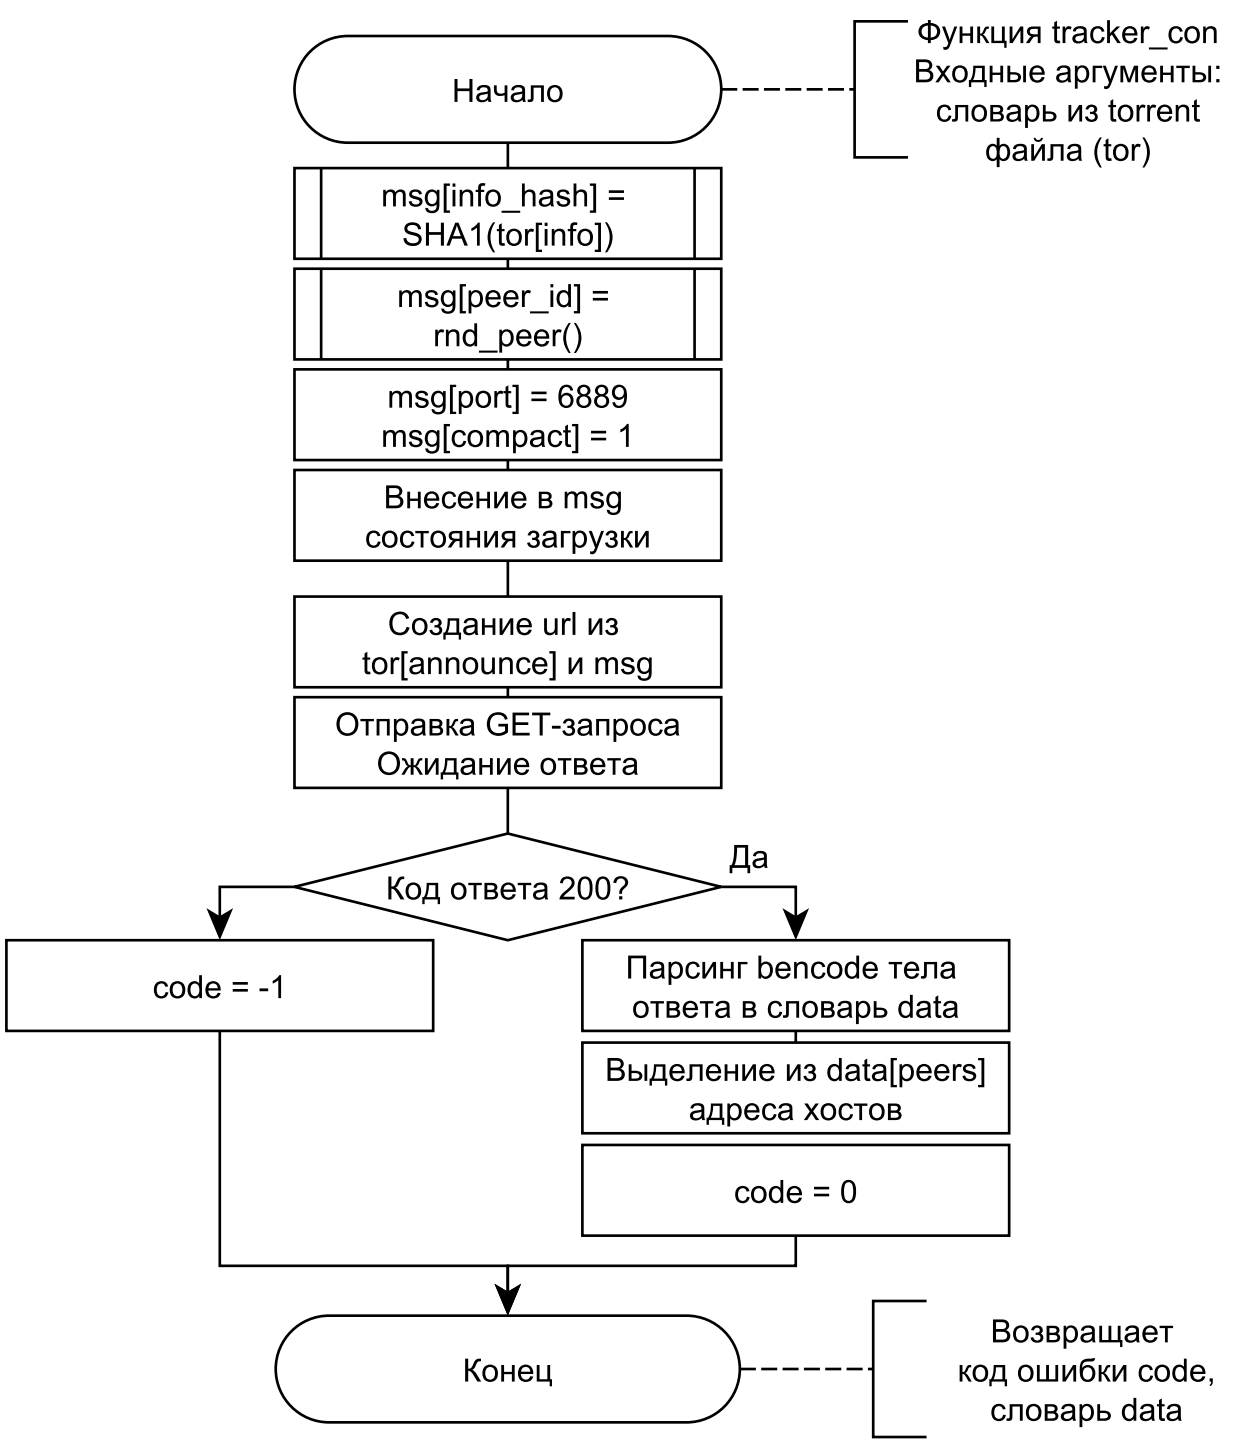 Начало
Функция tracker_con
Входные аргументы:
словарь из torrent
файла (tor)
msg[info_hash] =
SHA1(tor[info])
msg[peer_id] =
rnd_peer()
msg[port] = 6889
msg[compact] = 1
Внесение в msg
состояния загрузки
Создание url из
tor[announce] и msg
Отправка GET-запроса
Ожидание ответа
Код ответа 200?
Да
code = -1
Парсинг bencode тела
ответа в словарь data
Выделение из data[peers]
адреса хостов
code = 0
Конец
Возвращает
код ошибки code,
словарь data